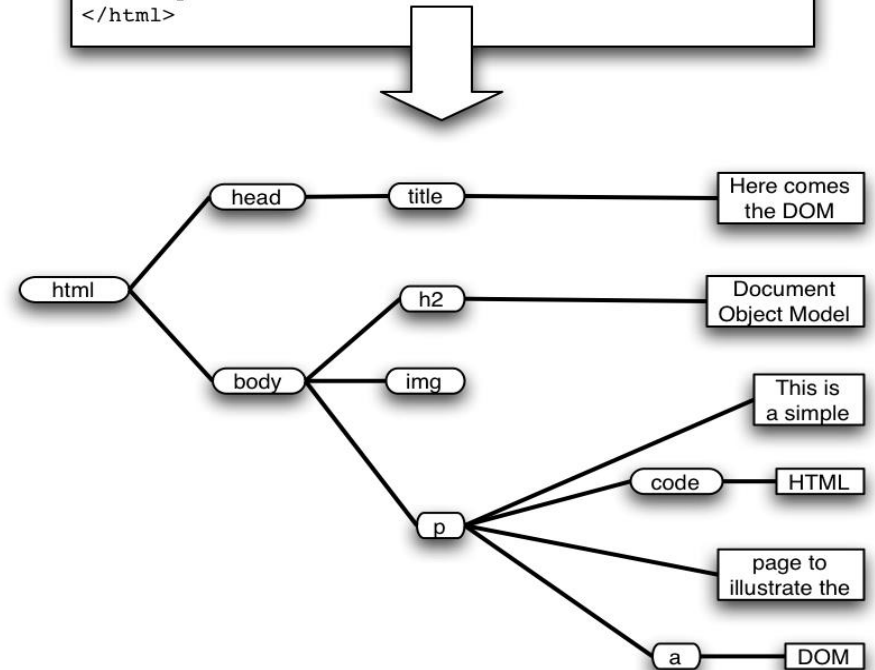 </html>
head
title
Here comes
the DOM
html
h2
Document
Object Model
body
img
This is
a simple
code
HTML
p
page to
illustrate the
a
DOM